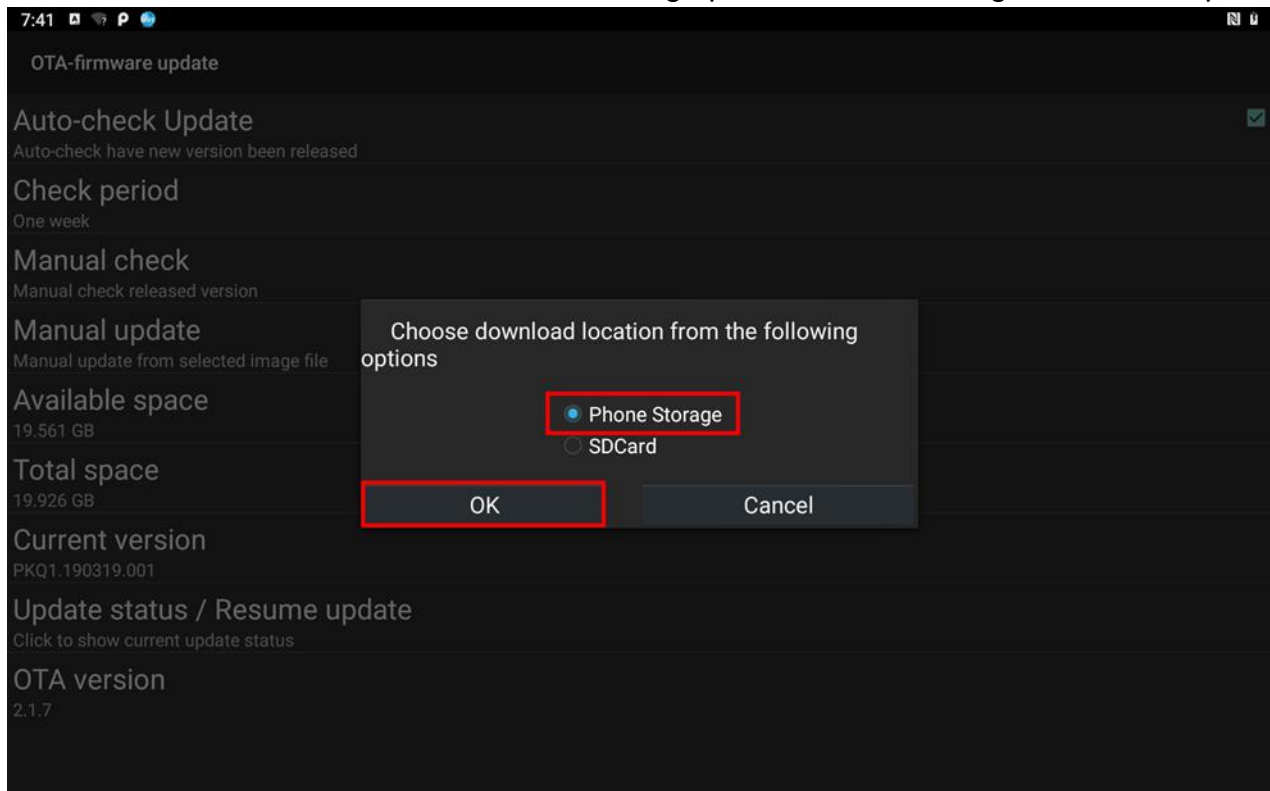 7:41
OTA-firmware update
Auto-check Update
Auto-check have new version been released
Check period
One week
Manual check
Manual check released version
Manual update
Manual update from selected image file
Available space
19.561 GB
Total space
19.926 GB
Current version
PKQ1.190319.001
Update status / Resume update
Click to show current update status
OTA version
2.1.7
Choose download location from the following
options
Phone Storage
SDCard
OK Cancel